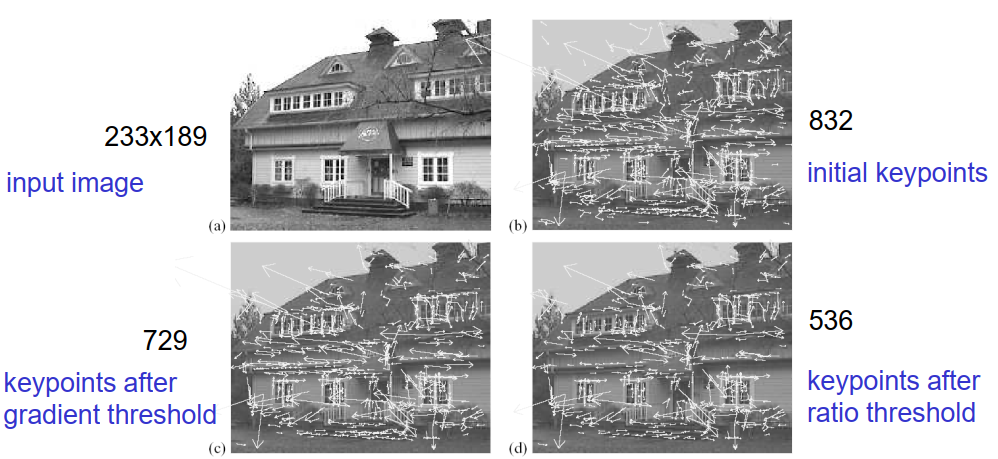 233x189
input image
(a)
(b)
832
initial keypoints
729
keypoints after
gradient threshold
(c)
(d)
536
keypoints after
ratio threshold